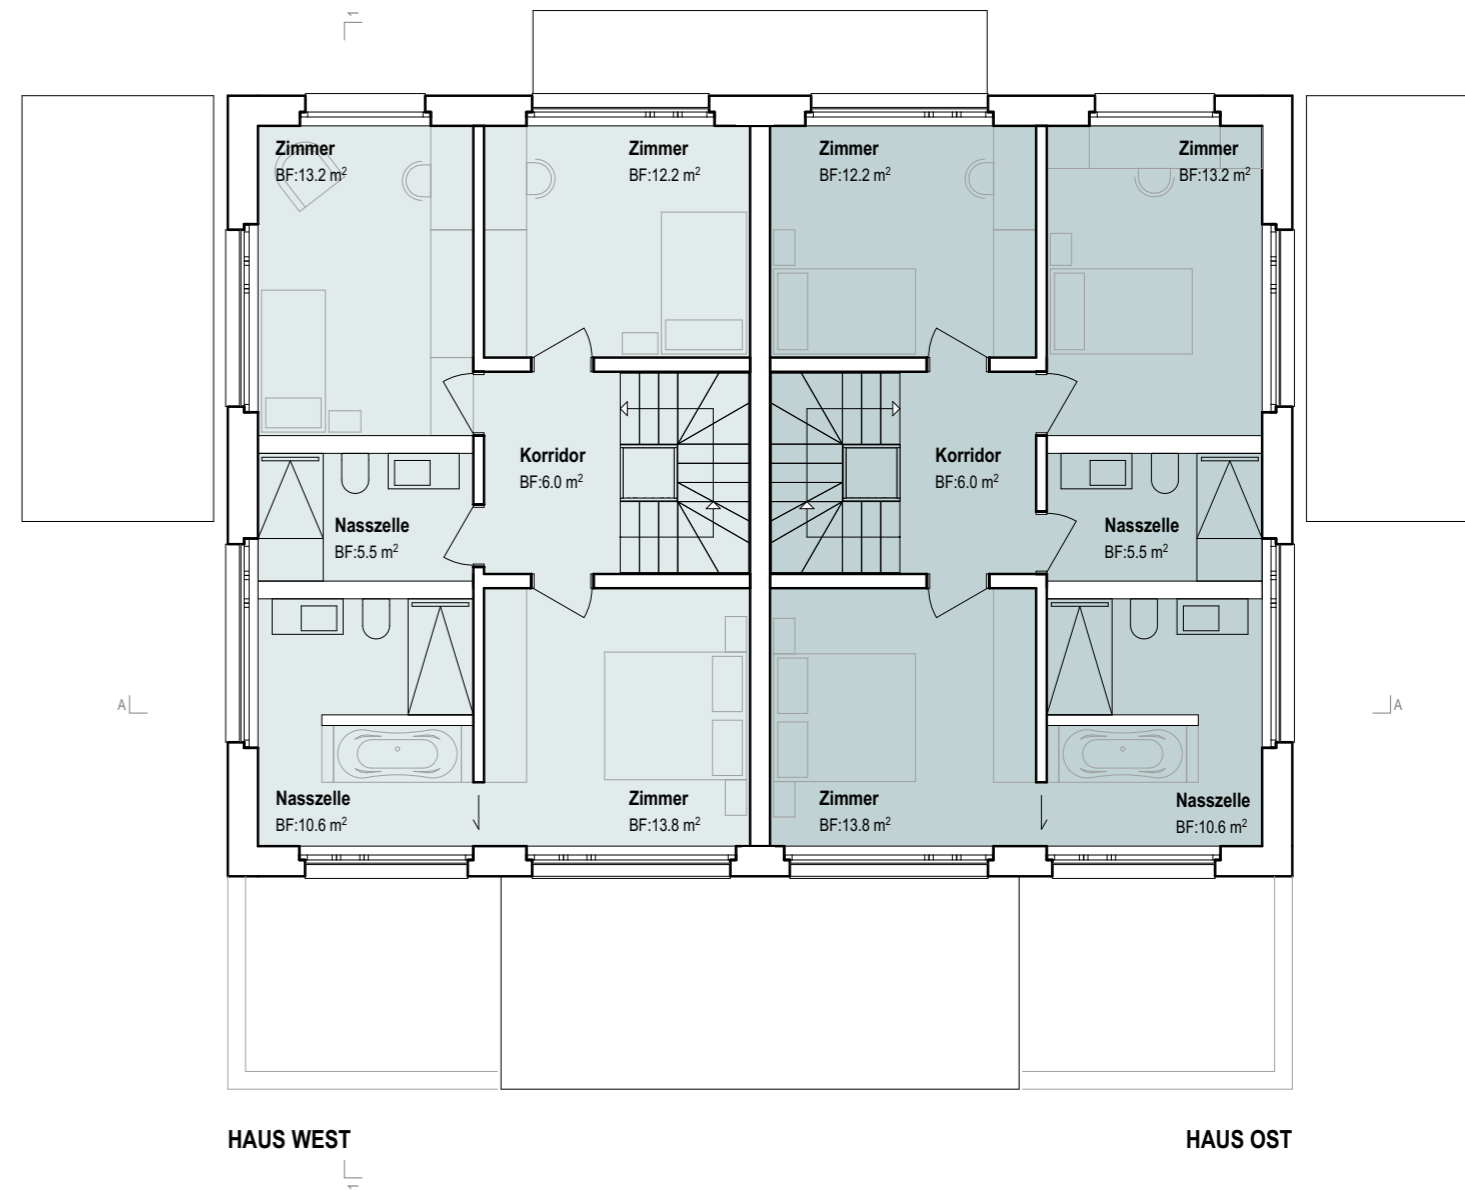 1
Zimmer
BF:13.2 m²
Zimmer
BF:12.2 m²
Zimmer
BF:12.2 m²
Zimmer
BF:13.2 m²
Korridor
BF:6.0 m²
Korridor
BF:6.0 m²
Nasszelle
BF:5.5 m²
Nasszelle
BF:5.5 m²
A
A
Nasszelle
BF:10.6 m²
Zimmer
BF:13.8 m²
Zimmer
BF:13.8 m²
Nasszelle
BF:10.6 m²
HAUS WEST
HAUS OST
1